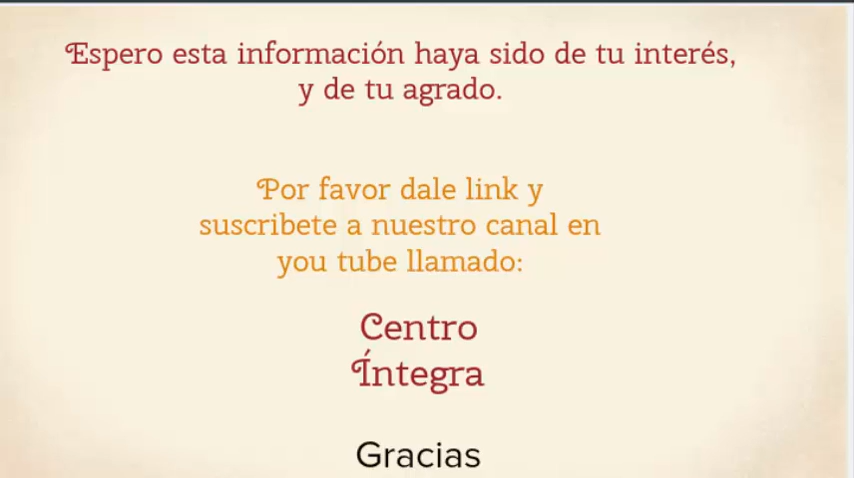 Espero esta información haya sido de tu interés,
y de tu agrado.
Por favor dale link y
suscribete a nuestro canal en
you tube llamado:
Centro
Íntegra
Gracias